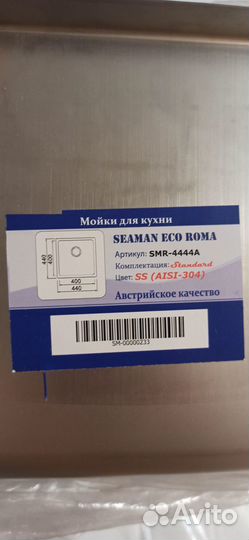 Мойки для кухни
SEAMAN ECO ROMA
Артикул: SMR-4444A
Комплектация: Standard
Цвет: SS (AISI-304)
Австрийское качество
440
400
400
440
SM-00000233
Avito